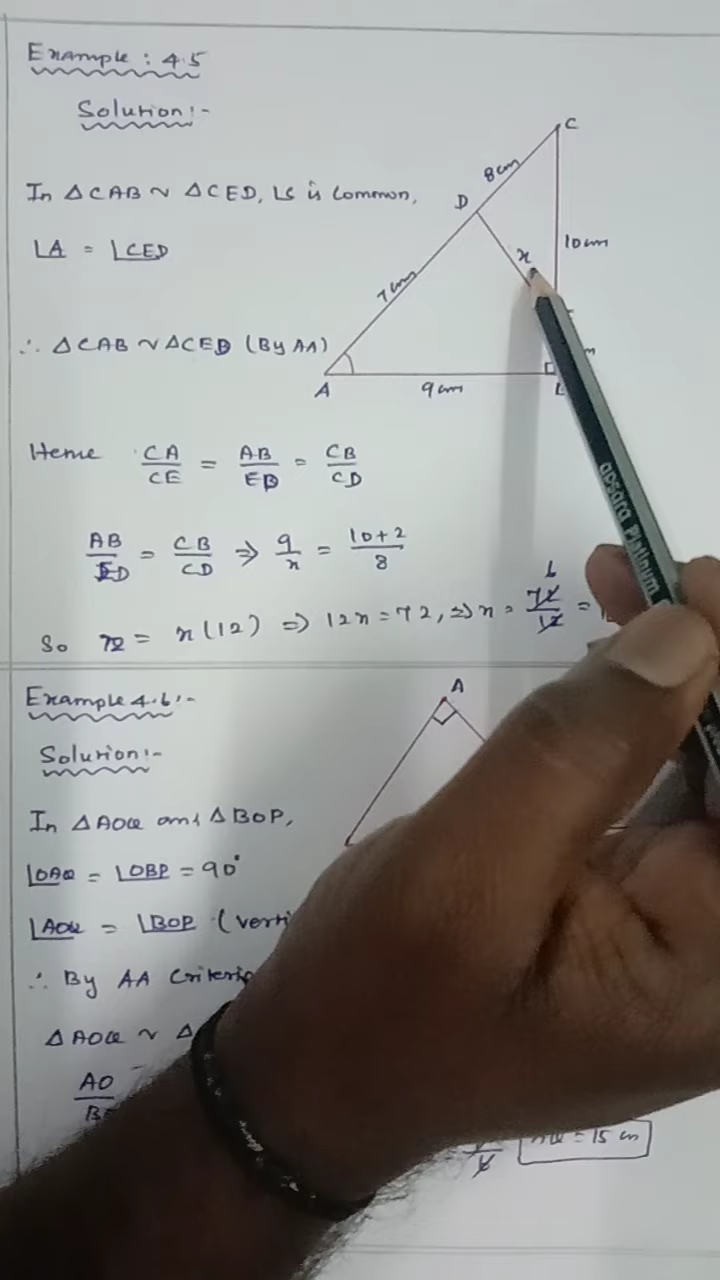 Example : 4.5
Solution:-
In △CAB ~ △CED, ∠C is common,
∠A = ∠CED
∴ △CAB ~ △CED (By AA)
C
8cm
D
10cm
x
7cm
A
9cm
Hence CA/CE = AB/ED = CB/CD
AB/ED = CB/CD ⇒ 9/x = 10+2/8
So 72 = x(12) ⇒ 12x = 72, ⇒ x = 72/12 =
6
apsara Platinum
Example 4.6:-
A
Solution:-
In △AOQ and △BOP,
∠OAQ = ∠OBP = 90°
∠AOQ = ∠BOP (verti
∴ By AA Criterio
△AOQ ~ △
AO
= 15 cm